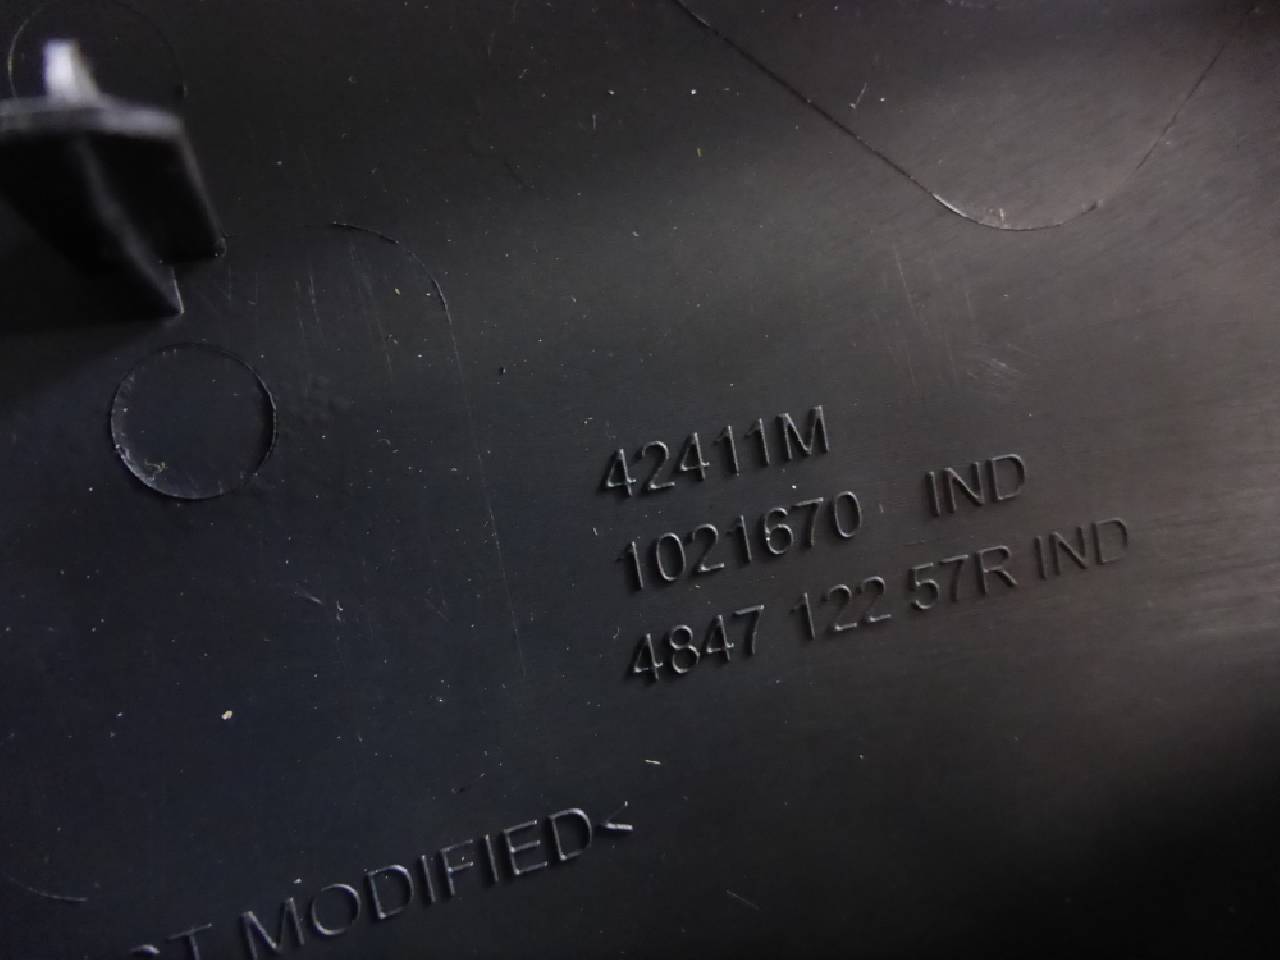 42411M
1021670 IND
4847 122 57R IND
MODIFIED<